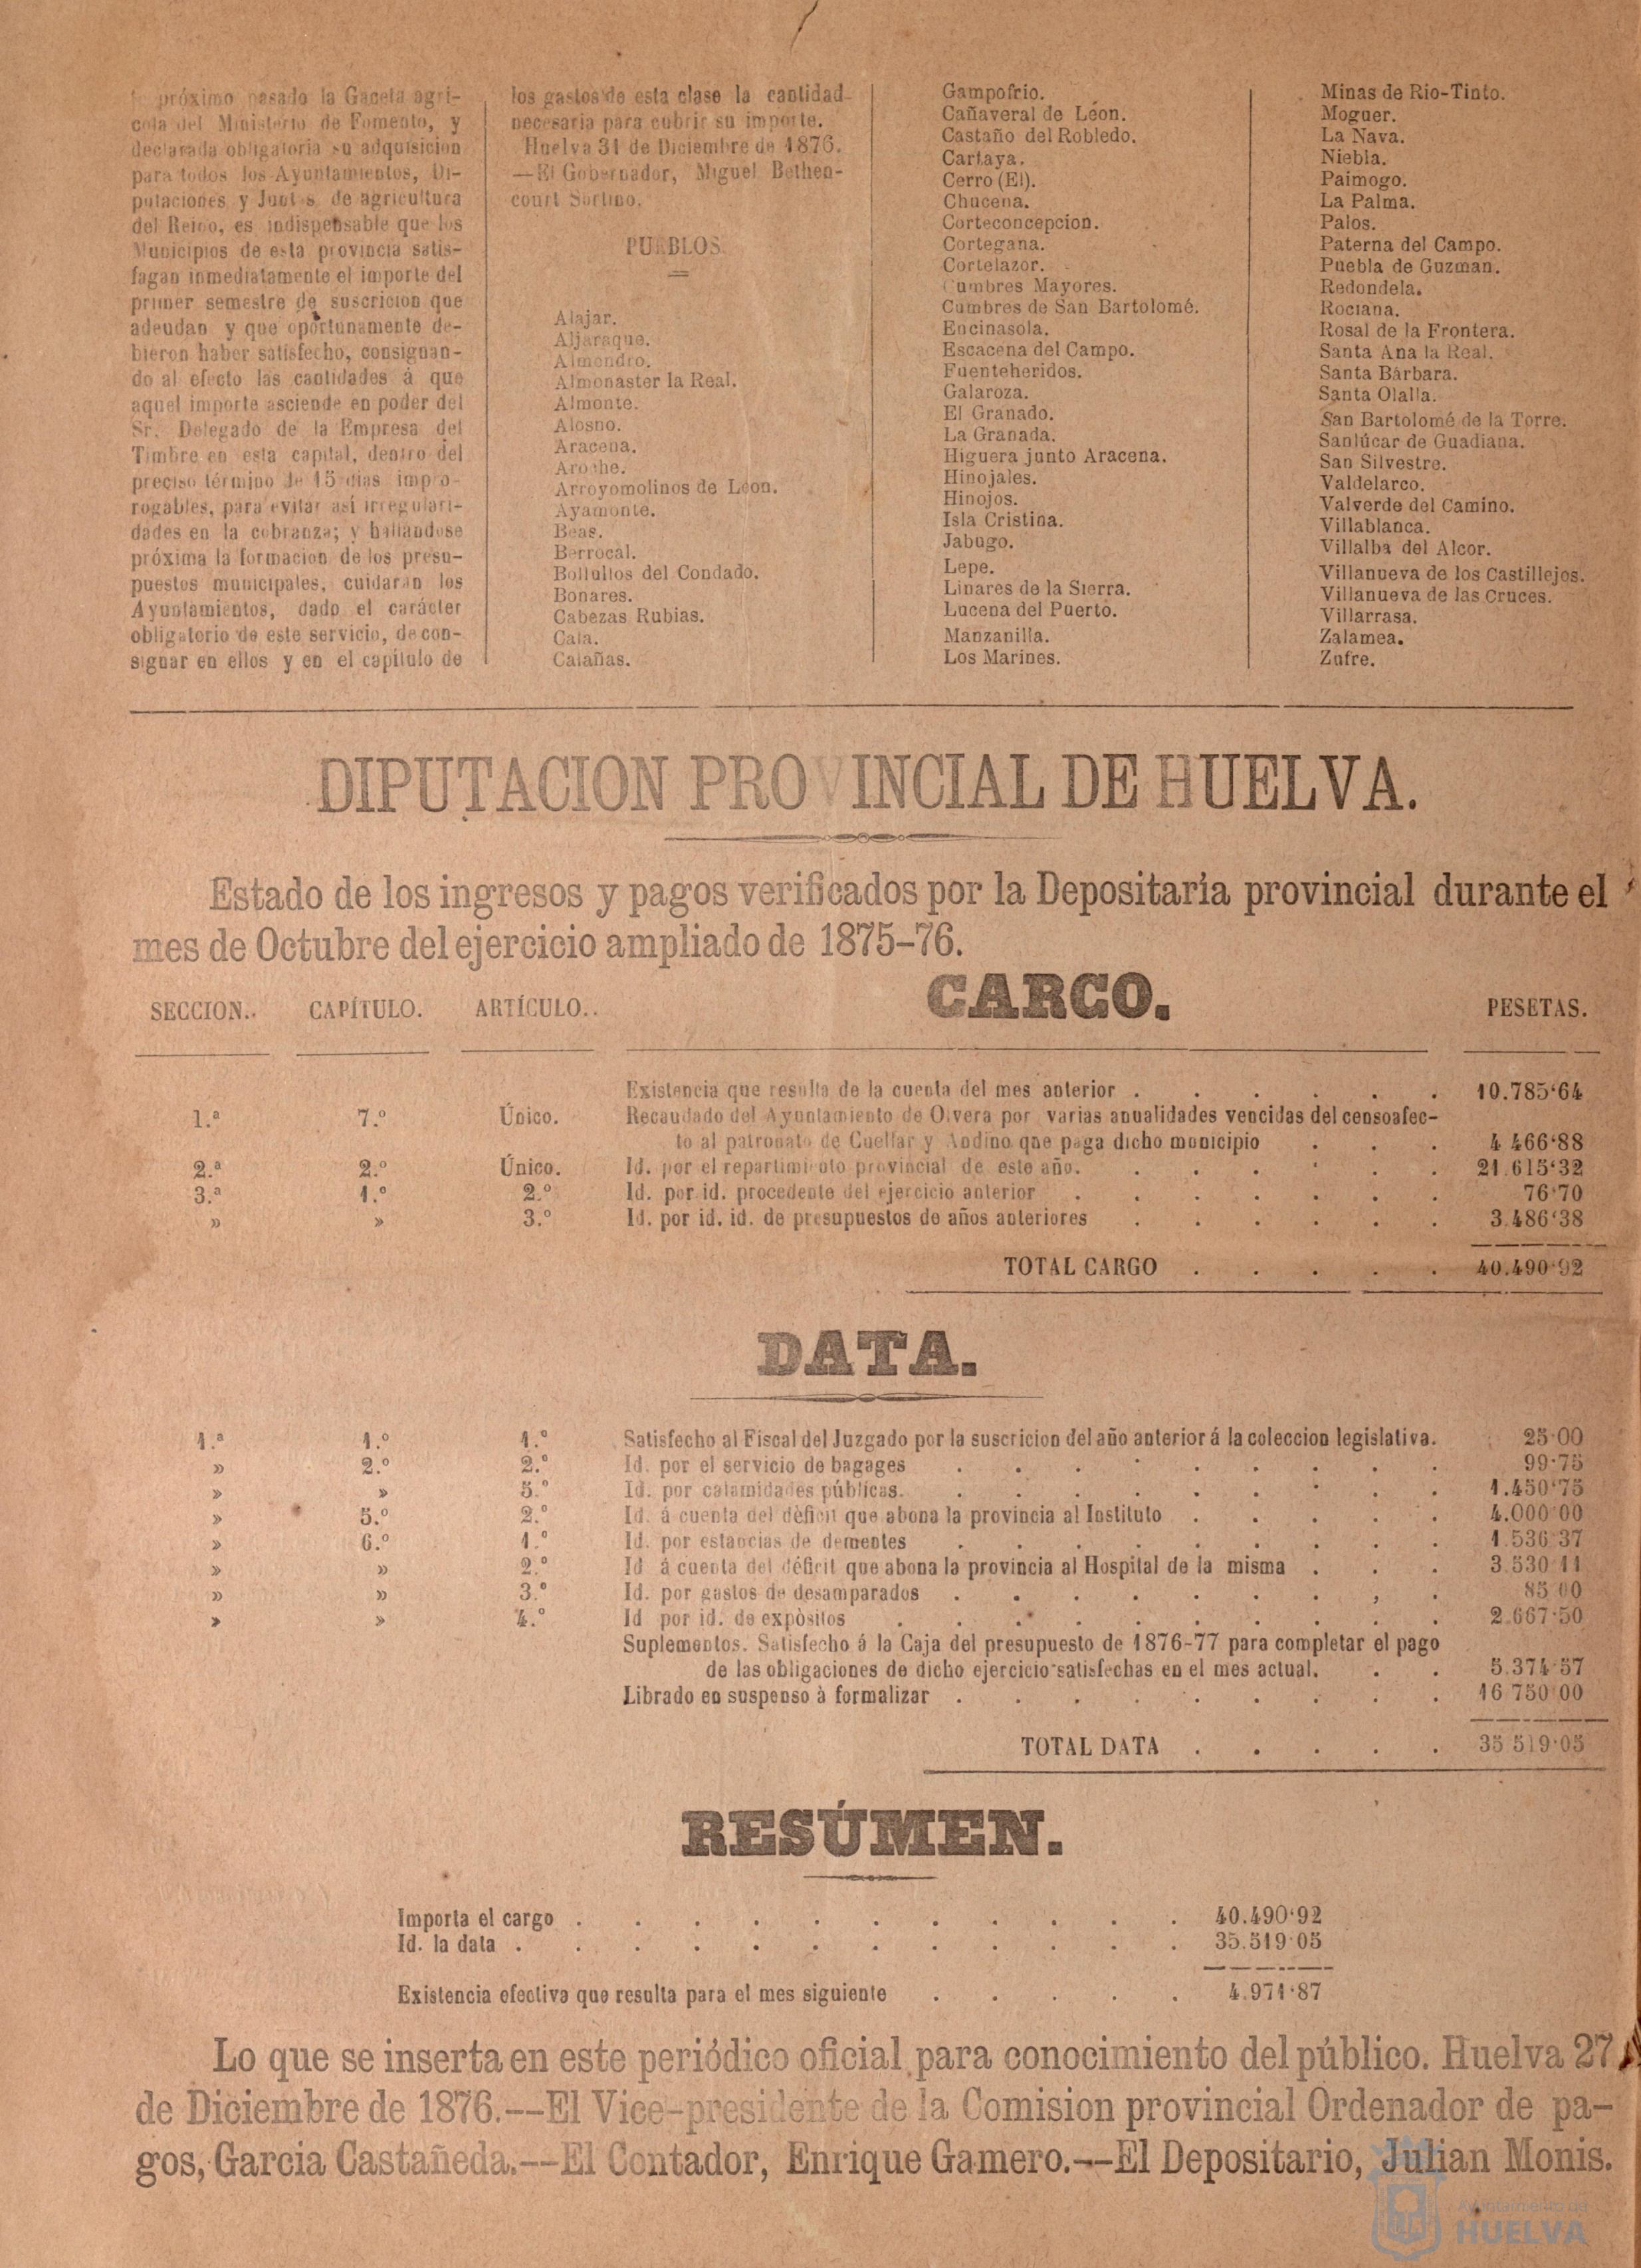 próximo pasado la Gaceta agrí-
cola del Ministerio de Fomento, y
declarada obligatoria su adquisicion
para todos los Ayuntamientos, Di-
putaciones y Junt s de agricultura
del Reino, es indispensable que los
Municipios de esta provincia satis-
fagan inmediatamente el importe del
primer semestre de suscricion que
adeudan y que oportunamente de-
bieron haber satisfecho, consignan-
do al efecto las cantidades á que
aquel importe asciende en poder del
Sr. Delegado de la Empresa del
Timbre en esta capital, dentro del
preciso término de 15 dias impro-
rogables, para evitar así irregulari-
dades en la cobranza; y hallándose
próxima la formacion de los presu-
puestos municipales, cuidarán los
Ayuntamientos, dado el carácter
obligatorio de este servicio, de con-
signar en ellos y en el capítulo de
los gastos de esta clase la cantidad
necesaria para cubrir su importe.
Huelva 31 de Diciembre de 1876.
—El Gobernador, Miguel Bethen-
court Sortino.
PUEBLOS.
Alajar.
Aljaraque.
Almendro.
Almonaster la Real.
Almonte.
Alosno.
Aracena.
Aroche.
Arroyomolinos de Leon.
Ayamonte.
Beas.
Berrocal.
Bollullos del Condado.
Bonares.
Cabezas Rubias.
Cala.
Calañas.
Gampofrio.
Cañaveral de Léon.
Castaño del Robledo.
Cartaya.
Cerro (El).
Chucena.
Corteconcepcion.
Cortegana.
Cortelazor.
Cumbres Mayores.
Cumbres de San Bartolomé.
Encinasola.
Escacena del Campo.
Fuenteheridos.
Galaroza.
El Granado.
La Granada.
Higuera junto Aracena.
Hinojales.
Hinojos.
Isla Cristina.
Jabugo.
Lepe.
Linares de la Sierra.
Lucena del Puerto.
Manzanilla.
Los Marines.
Minas de Rio-Tinto.
Moguer.
La Nava.
Niebla.
Paimogo.
La Palma.
Palos.
Paterna del Campo.
Puebla de Guzman.
Redondela.
Rociana.
Rosal de la Frontera.
Santa Ana la Real.
Santa Bárbara.
Santa Olalla.
San Bartolomé de la Torre.
Sanlúcar de Guadiana.
San Silvestre.
Valdelarco.
Valverde del Camino.
Villablanca.
Villalba del Alcor.
Villanueva de los Castillejos.
Villanueva de las Cruces.
Villarrasa.
Zalamea.
Zufre.
DIPUTACION PROVINCIAL DE HUELVA.
Estado de los ingresos y pagos verificados por la Depositaría provincial durante el
mes de Octubre del ejercicio ampliado de 1875-76.
SECCION.. CAPÍTULO. ARTÍCULO.. CARGO. PESETAS.
Existencia que resulta de la cuenta del mes anterior . . . . . . 10.785‘64
1.ª 7.º Único. Recaudado del Ayuntamiento de Olvera por varias anualidades vencidas del censo afec-
to al patronato de Cuellar y Andino que paga dicho municipio . . . 4 466‘88
2.ª 2.º Único. Id. por el repartimiento provincial de este año. . . . . . . 21.615‘32
3.ª 1.º 2.º Id. por id. procedente del ejercicio anterior . . . . . . . 76‘70
» » 3.º Id. por id. id. de presupuestos de años anteriores . . . . . . 3.486‘38
TOTAL CARGO . . . . . 40.490‘92
DATA.
1.ª 1.º 1.º Satisfecho al Fiscal del Juzgado por la suscricion del año anterior á la coleccion legislativa. 25‘00
» 2.º 2.º Id. por el servicio de bagages . . . . . . . . . 99‘75
» » 5.º Id. por calamidades públicas. . . . . . . . . . 1.450‘75
» 5.º 2.º Id. á cuenta del dèficit que abona la provincia al Instituto . . . . . 4.000 00
» 6.º 1.º Id. por estancias de dementes . . . . . . . . . 1.536 37
» » 2.º Id á cuenta del déficit que abona la provincia al Hospital de la misma . . . 3.530 11
» » 3.º Id. por gastos de desamparados . . . . . . . , . 85 00
» » 4.º Id por id. de expòsitos . . . . . . . . . . 2.667‘50
Suplementos. Satisfecho á la Caja del presupuesto de 1876-77 para completar el pago
de las obligaciones de dicho ejercicio satisfechas en el mes actual. . . 5.374‘57
Librado en suspenso à formalizar . . . . . . . . . 16 750 00
TOTAL DATA . . . . . 35 519‘05
RESÚMEN.
Importa el cargo . . . . . . . . . . . 40.490‘92
Id. la data . . . . . . . . . . . . 35.519‘05
Existencia efectiva que resulta para el mes siguiente . . . . . 4.971‘87
Lo que se inserta en este periódico oficial para conocimiento del público. Huelva 27
de Diciembre de 1876.--El Vice-presidente de la Comision provincial Ordenador de pa-
gos, Garcia Castañeda.--El Contador, Enrique Gamero.--El Depositario, Julian Monis.
Ayuntamiento de
HUELVA